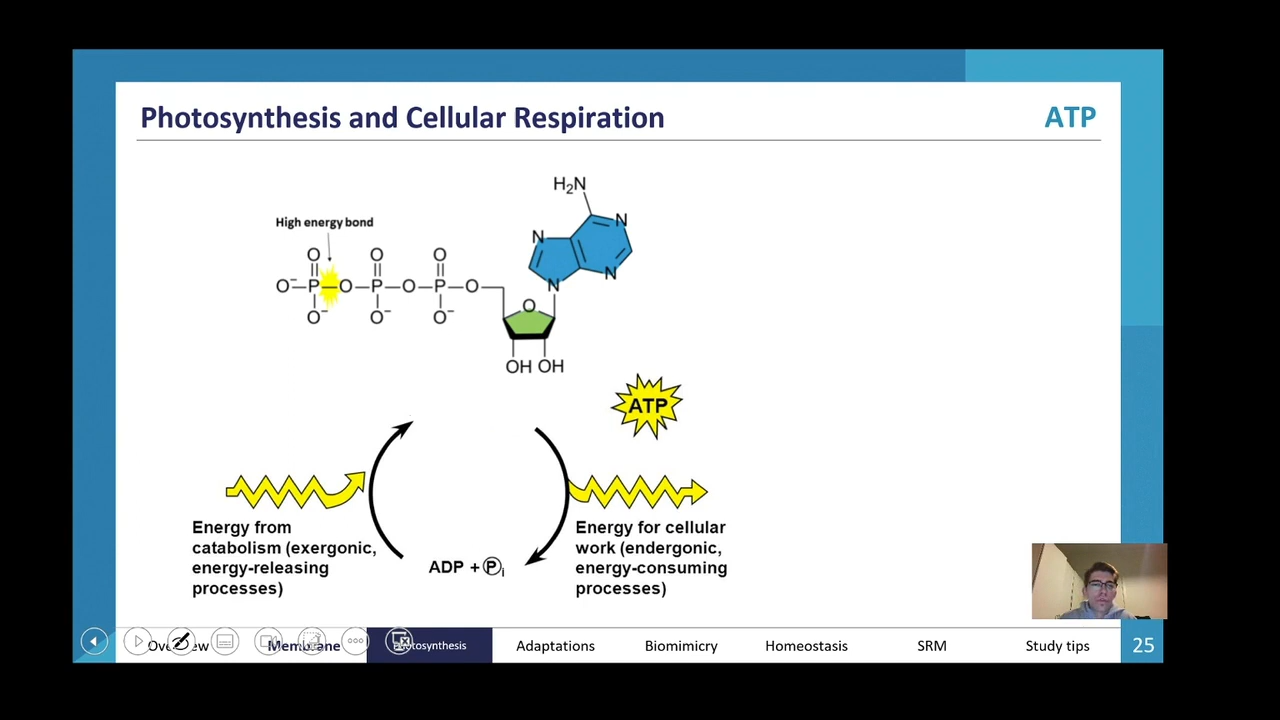 Photosynthesis and Cellular Respiration
ATP
H₂N
High energy bond
N
N
O
O
O
O⁻
P
O
P
O
P
O
N
N
O⁻
O⁻
O⁻
O
OH OH
ATP
Energy from
catabolism (exergonic,
energy-releasing
processes)
ADP + Pᵢ
Energy for cellular
work (endergonic,
energy-consuming
processes)
Overview
Membrane
Photosynthesis
Adaptations
Biomimicry
Homeostasis
SRM
Study tips
25